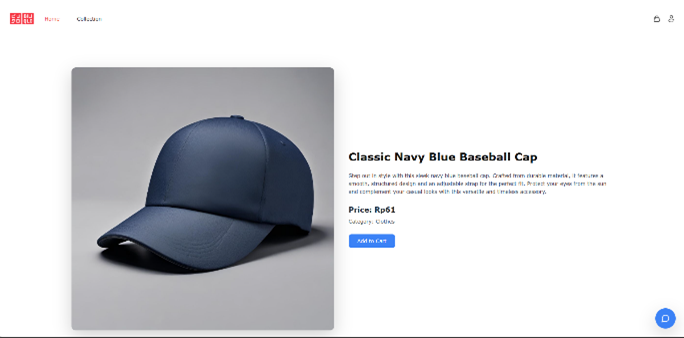 Home
Collection
Classic Navy Blue Baseball Cap
Step out in style with this sleek navy blue baseball cap. Crafted from durable material, it features a
smooth, structured design and an adjustable strap for the perfect fit. Protect your eyes from the sun
and complement your casual looks with this versatile and timeless accessory.
Price: Rp61
Category: Clothes
Add to Cart